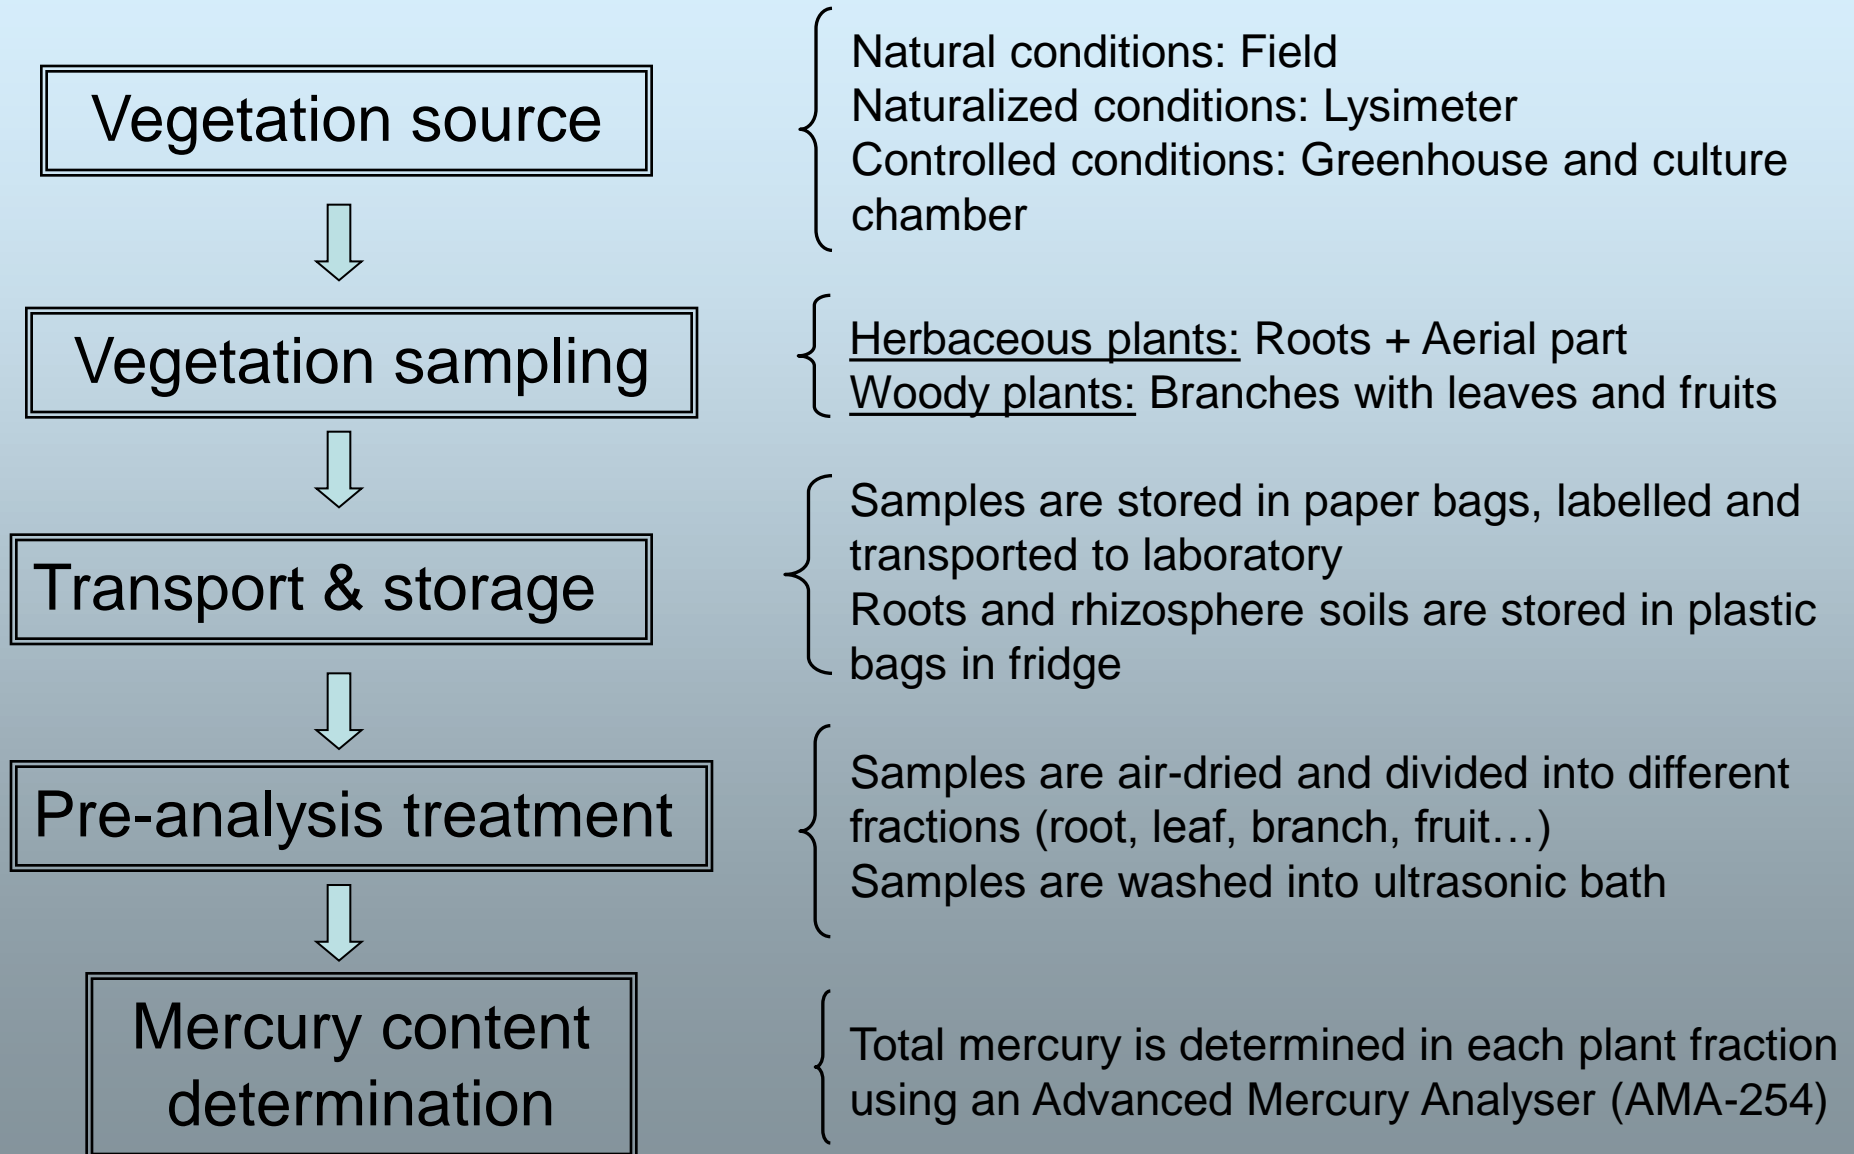 Vegetation source
Natural conditions: Field
Naturalized conditions: Lysimeter
Controlled conditions: Greenhouse and culture
chamber
Vegetation sampling
Herbaceous plants: Roots + Aerial part
Woody plants: Branches with leaves and fruits
Transport & storage
Samples are stored in paper bags, labelled and
transported to laboratory
Roots and rhizosphere soils are stored in plastic
bags in fridge
Pre-analysis treatment
Samples are air-dried and divided into different
fractions (root, leaf, branch, fruit…)
Samples are washed into ultrasonic bath
Mercury content
determination
Total mercury is determined in each plant fraction
using an Advanced Mercury Analyser (AMA-254)